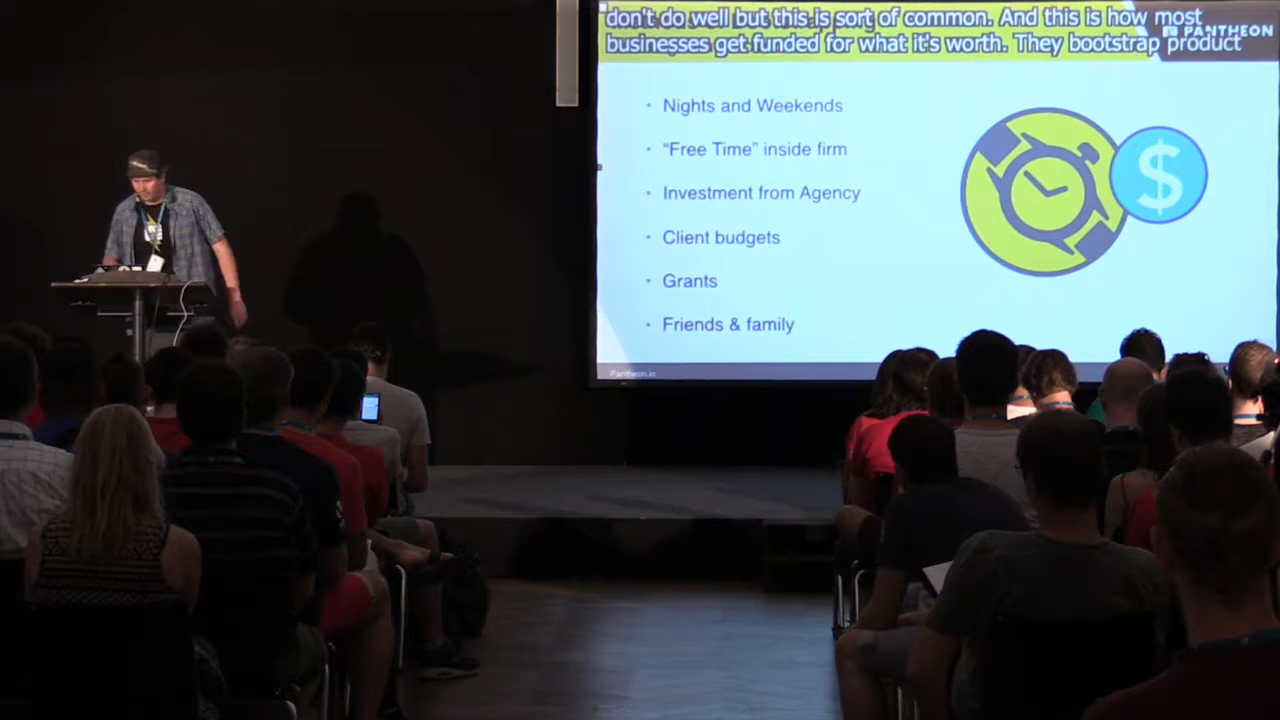 don't do well but this is sort of common. And this is how most
businesses get funded for what it's worth. They bootstrap product
PANTHEON
• Nights and Weekends
• "Free Time" inside firm
• Investment from Agency
• Client budgets
• Grants
• Friends & family
$
Pantheon.io